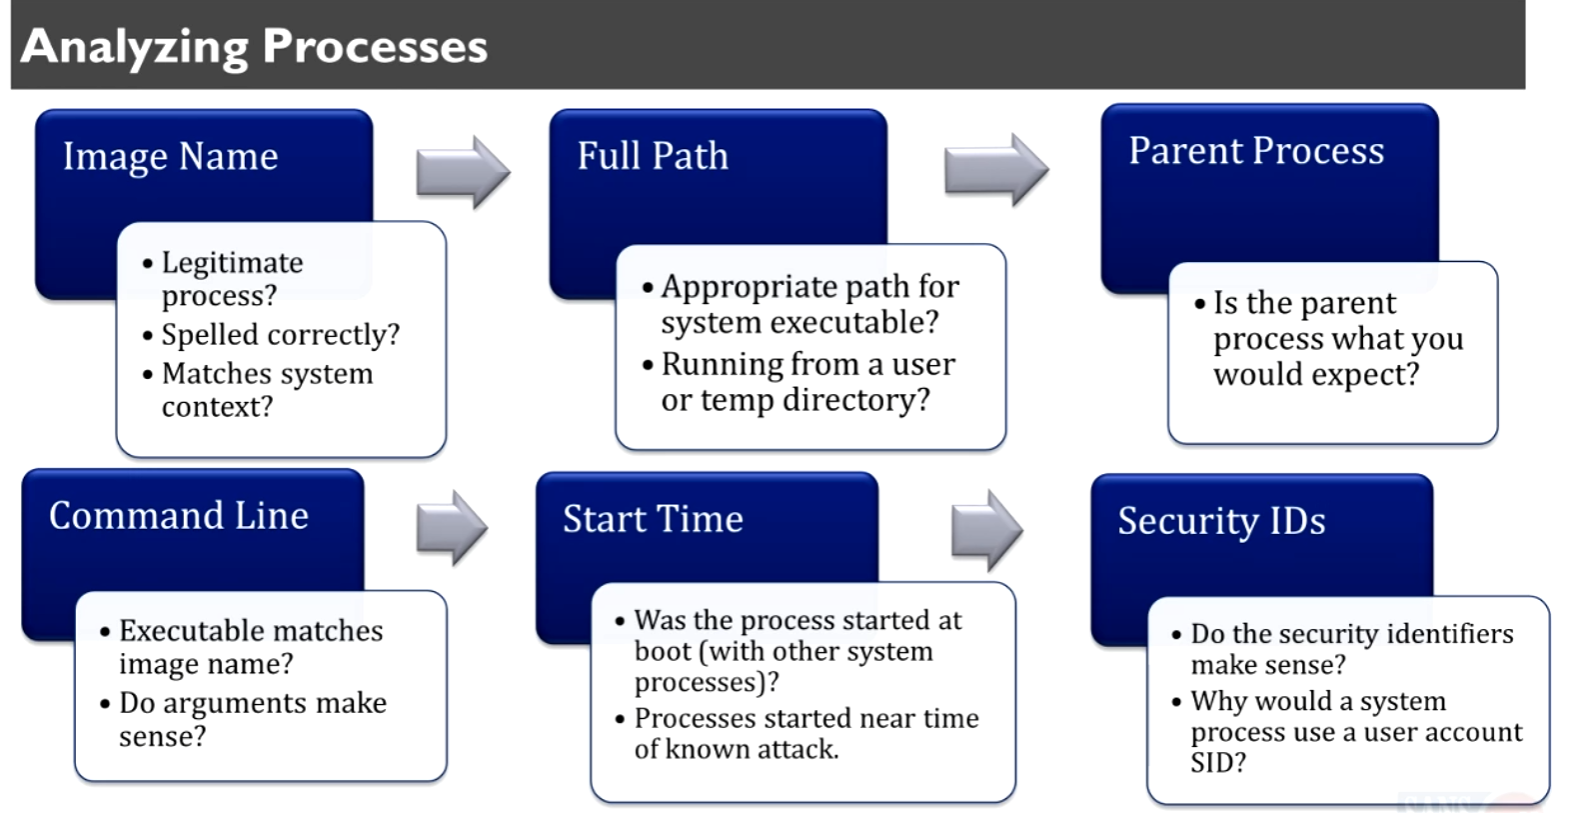 Analyzing Processes
Image Name
• Legitimate
process?
• Spelled correctly?
• Matches system
context?
Full Path
• Appropriate path for
system executable?
• Running from a user
or temp directory?
Parent Process
• Is the parent
process what you
would expect?
Command Line
• Executable matches
image name?
• Do arguments make
sense?
Start Time
• Was the process started at
boot (with other system
processes)?
• Processes started near time
of known attack.
Security IDs
• Do the security identifiers
make sense?
• Why would a system
process use a user account
SID?